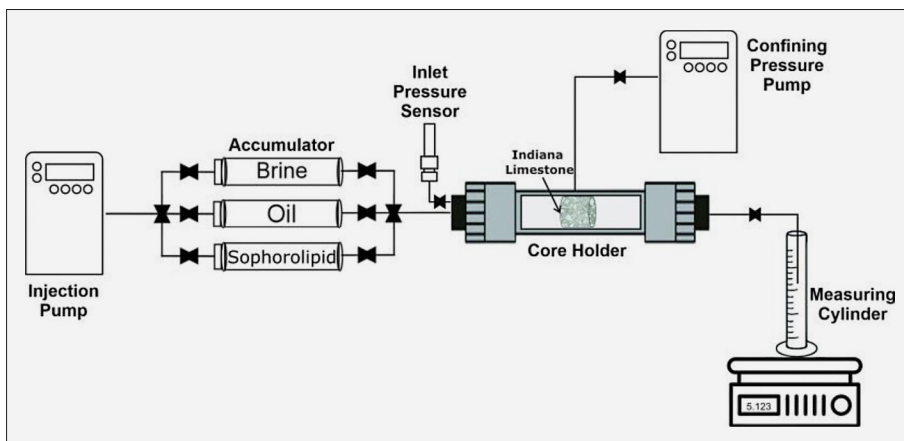 Confining
Pressure
Pump
Inlet
Pressure
Sensor
Accumulator
Brine
Oil
Sophorolipid
Indiana
Limestone
Core Holder
Injection
Pump
Measuring
Cylinder
5.123